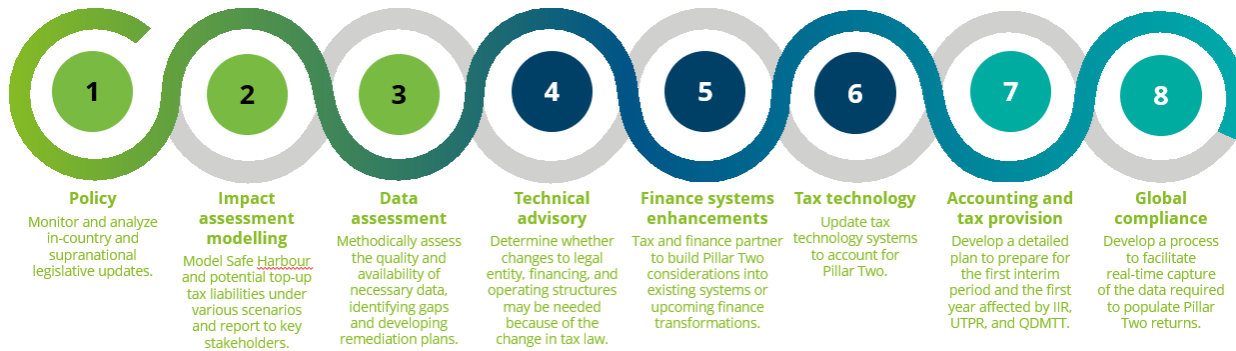 1
Policy
Monitor and analyze
in-country and
supranational
legislative updates.
2
Impact
assessment
modelling
Model Safe Harbour
and potential top-up
tax liabilities under
various scenarios
and report to key
stakeholders.
3
Data
assessment
Methodically assess
the quality and
availability of
necessary data,
identifying gaps
and developing
remediation plans.
4
Technical
advisory
Determine whether
changes to legal
entity, financing, and
operating structures
may be needed
because of the
change in tax law.
5
Finance systems
enhancements
Tax and finance partner
to build Pillar Two
considerations into
existing systems or
upcoming finance
transformations.
6
Tax technology
Update tax
technology systems
to account for
Pillar Two.
7
Accounting and
tax provision
Develop a detailed
plan to prepare for
the first interim
period and the first
year affected by IIR,
UTPR, and QDMTT.
8
Global
compliance
Develop a process
to facilitate
real-time capture
of the data required
to populate Pillar
Two returns.